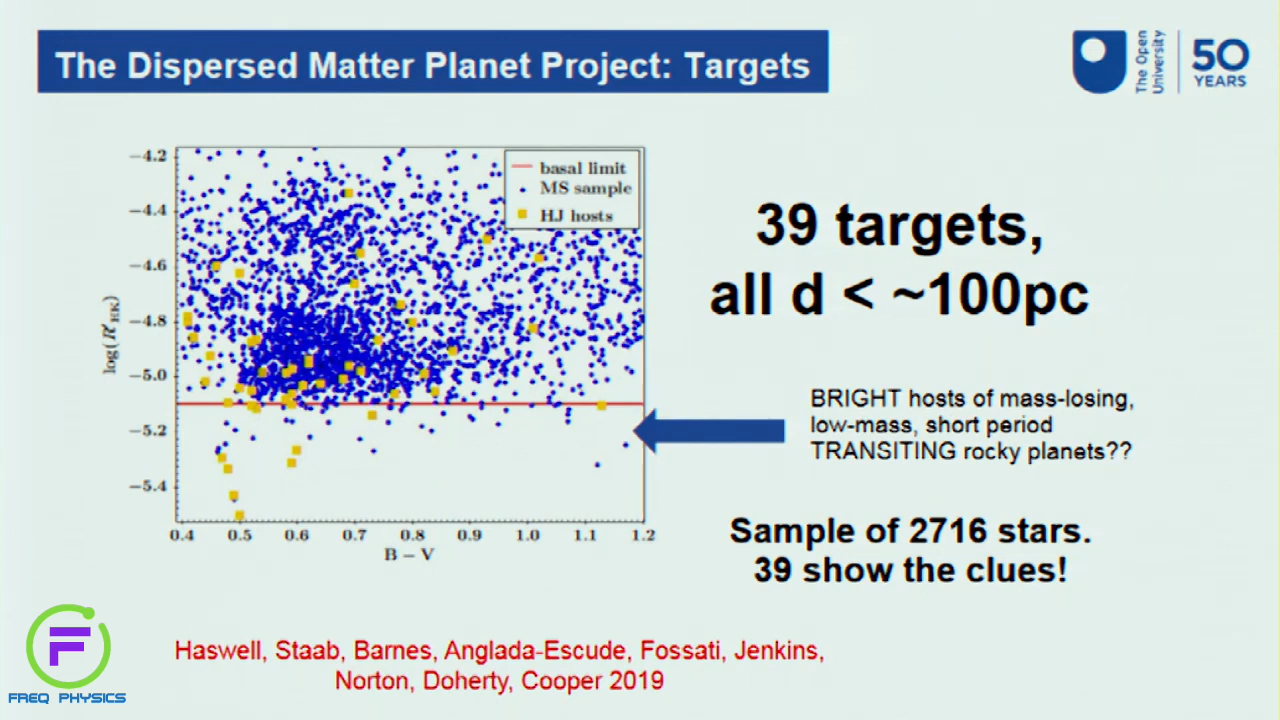 The Dispersed Matter Planet Project: Targets
The Open
University
50
YEARS
basal limit
MS sample
HJ hosts
−4.2
−4.4
−4.6
−4.8
−5.0
−5.2
−5.4
log(R′HK)
0.4 0.5 0.6 0.7 0.8 0.9 1.0 1.1 1.2
B − V
39 targets,
all d < ~100pc
BRIGHT hosts of mass-losing,
low-mass, short period
TRANSITING rocky planets??
Sample of 2716 stars.
39 show the clues!
Haswell, Staab, Barnes, Anglada-Escude, Fossati, Jenkins,
Norton, Doherty, Cooper 2019
F
FREQ PHYSICS